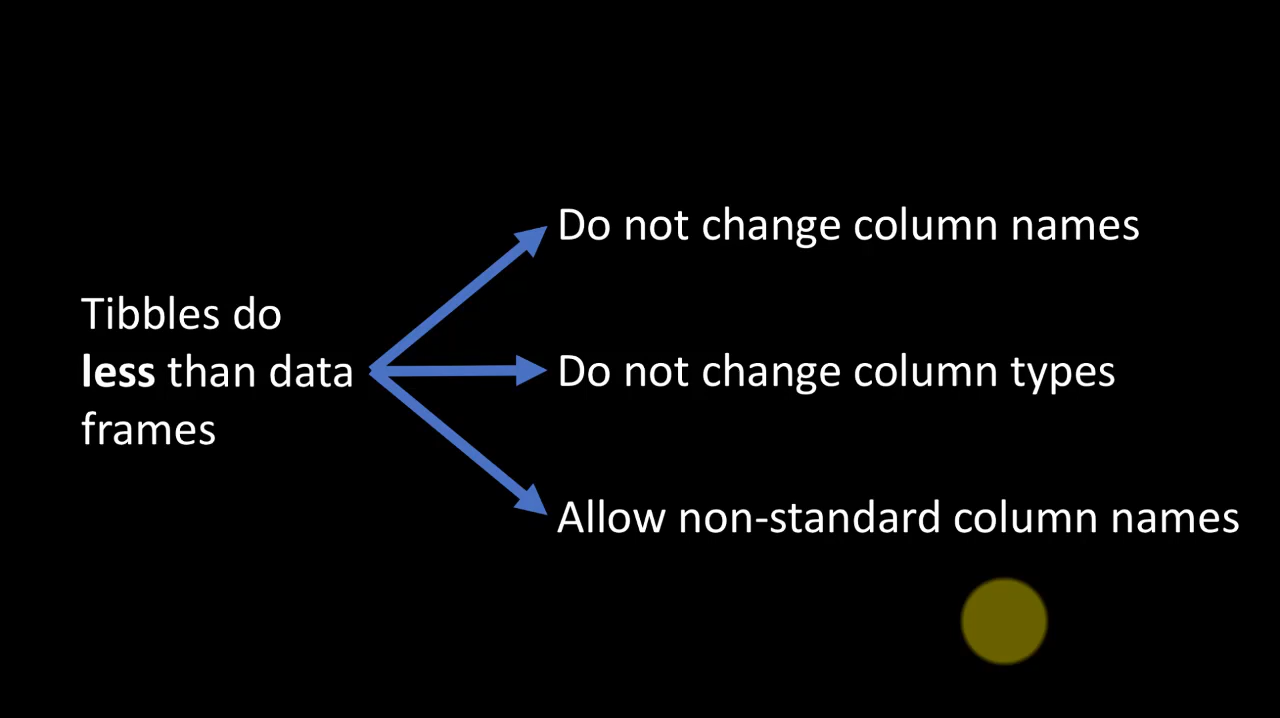 Tibbles do
less than data
frames
Do not change column names
Do not change column types
Allow non-standard column names